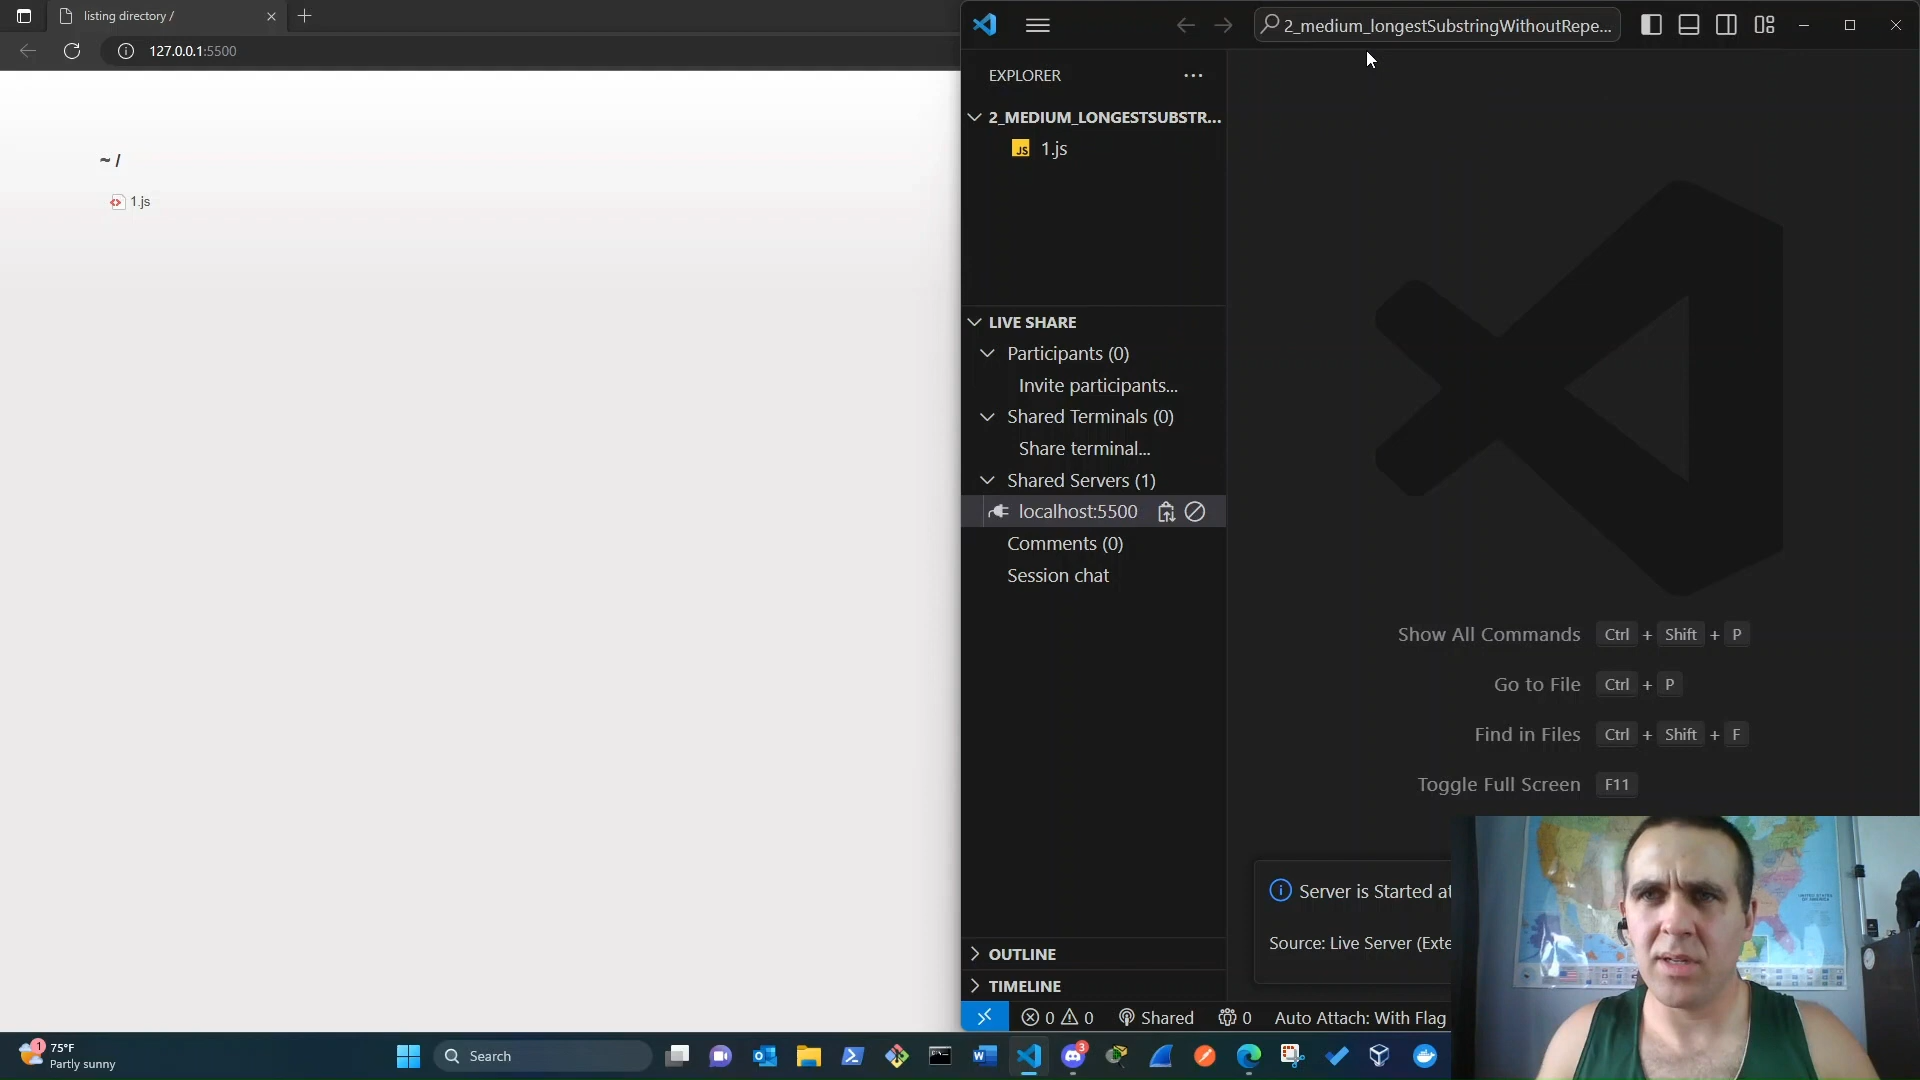 listing directory /
127.0.0.1:5500
~ /
1.js
2_medium_longestSubstringWithoutRepe...
EXPLORER
2_MEDIUM_LONGESTSUBSTR...
JS 1.js
LIVE SHARE
Participants (0)
Invite participants...
Shared Terminals (0)
Share terminal...
Shared Servers (1)
localhost:5500
Comments (0)
Session chat
OUTLINE
TIMELINE
Show All Commands Ctrl + Shift + P
Go to File Ctrl + P
Find in Files Ctrl + Shift + F
Toggle Full Screen F11
Server is Started at
Source: Live Server (Exte
0 0 Shared 0 Auto Attach: With Flag
1
75°F
Partly sunny
Search
3